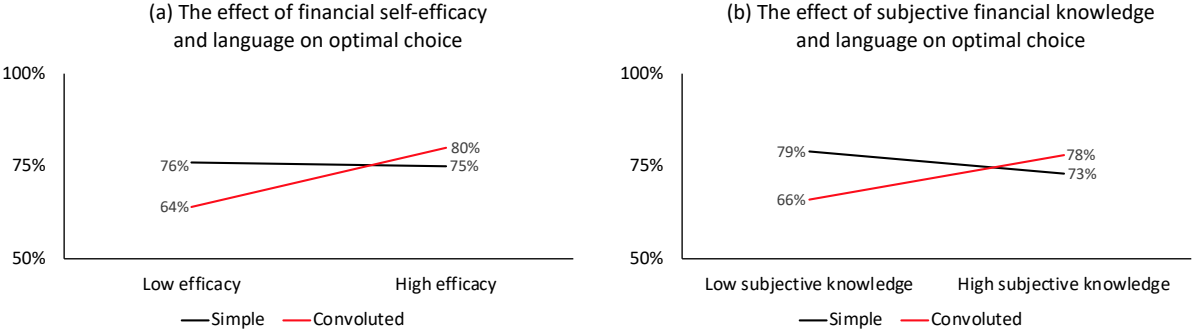 (a) The effect of financial self-efficacy
and language on optimal choice
100%
75%
50%
76%
64%
80%
75%
Low efficacy
High efficacy
Simple
Convoluted
(b) The effect of subjective financial knowledge
and language on optimal choice
100%
75%
50%
79%
66%
78%
73%
Low subjective knowledge
High subjective knowledge
Simple
Convoluted